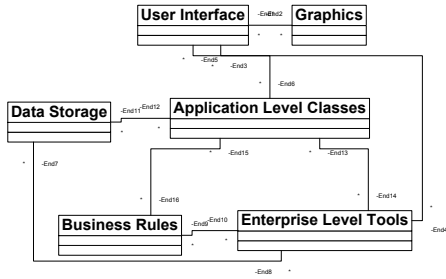 User Interface
-End1 -End2
Graphics
* *
* -End5
* -End3
* -End6
Data Storage
-End11 -End12
Application Level Classes
* *
* -End7
* -End15
* -End13
* -End16
* -End14
* -End4
Business Rules
-End9 -End10
Enterprise Level Tools
* *
-End8 *